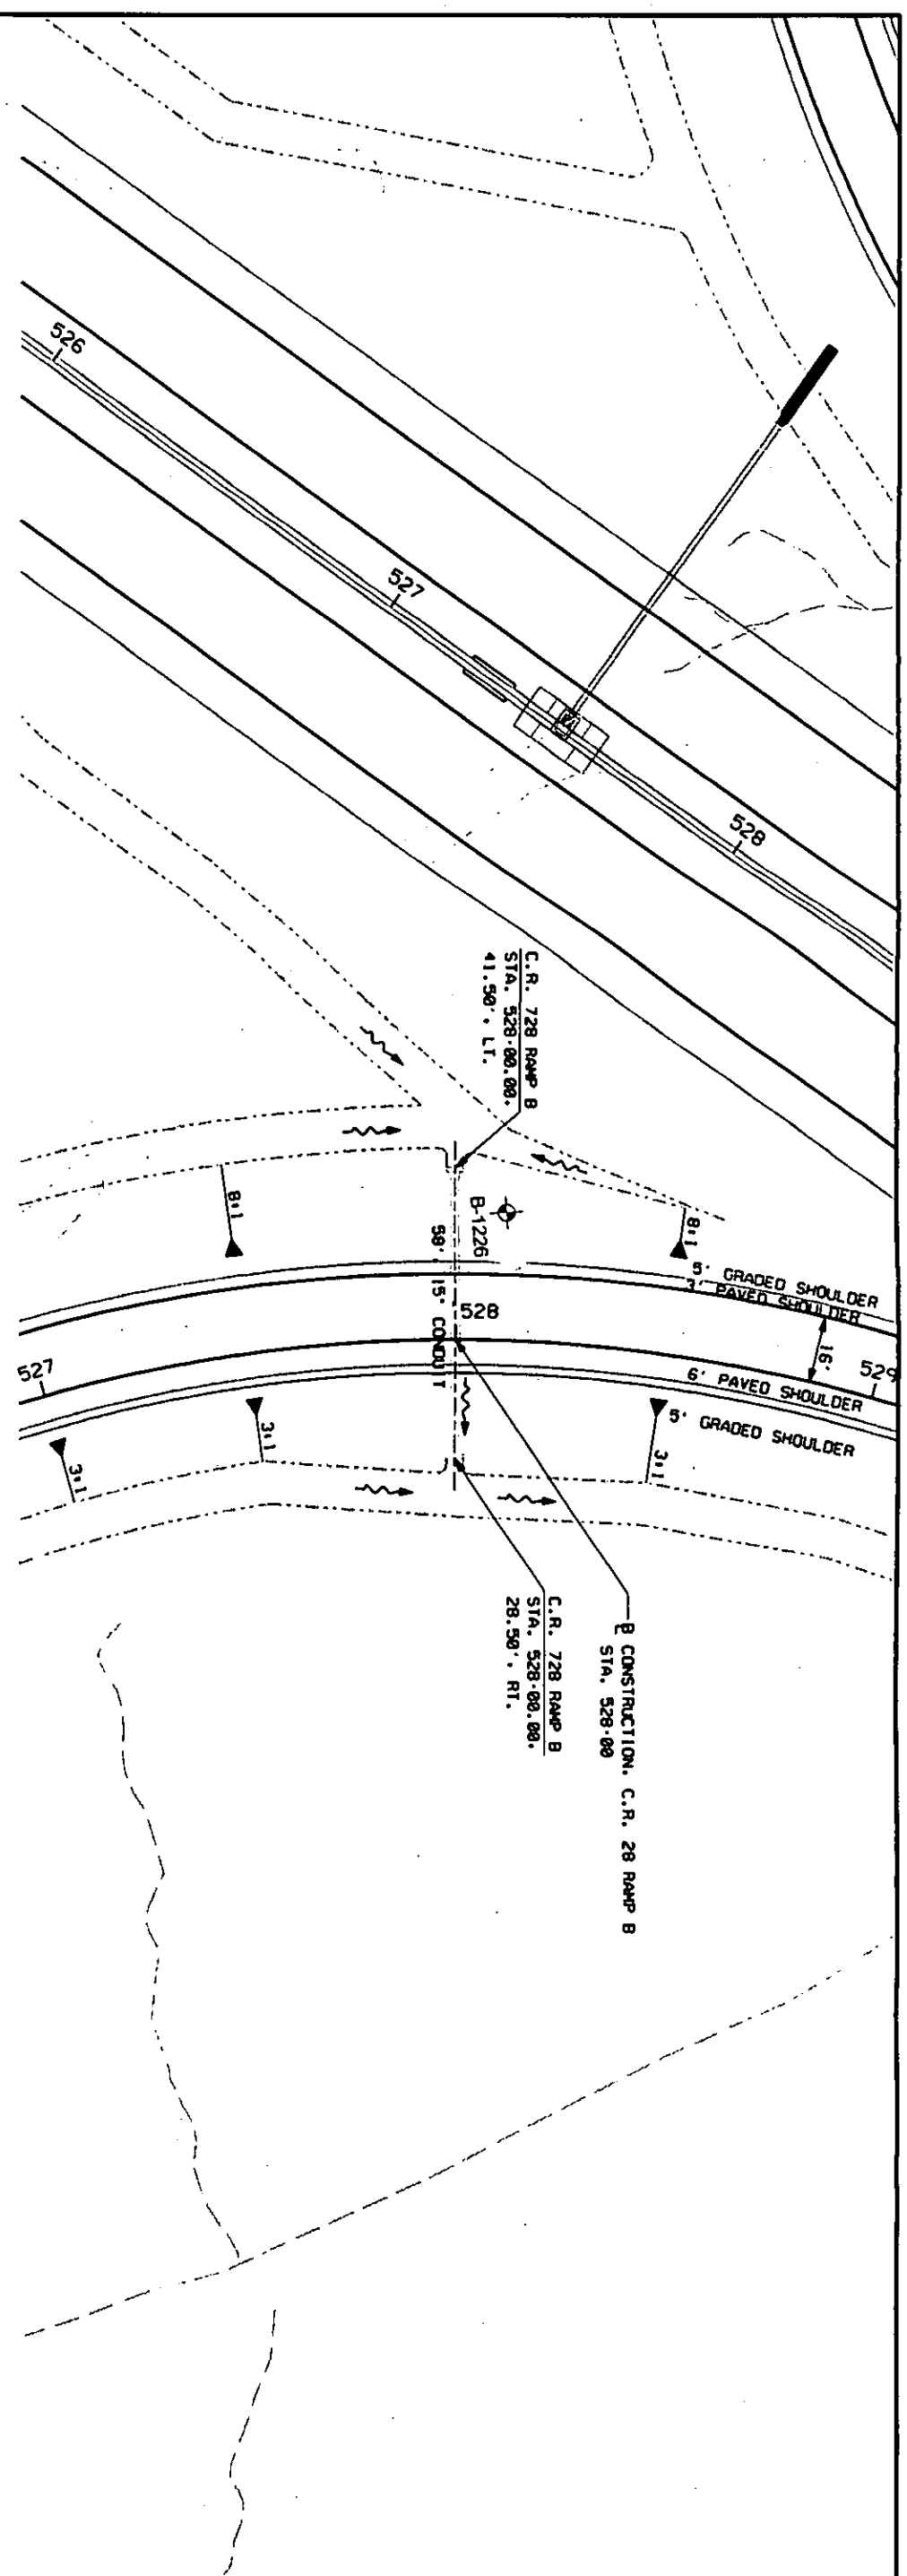 526
527
528
C.R. 728 RAMP B
STA. 528+00.00,
41.50', LT.
B-1226
8:1
8:1
5' GRADED SHOULDER
3' PAVED SHOULDER
58', 15" CONDUIT
528
16'
527
529
6' PAVED SHOULDER
5' GRADED SHOULDER
3:1
3:1
3:1
C.R. 728 RAMP B
STA. 528+00.00,
28.50', RT.
CONSTRUCTION, C.R. 28 RAMP B
STA. 528+00